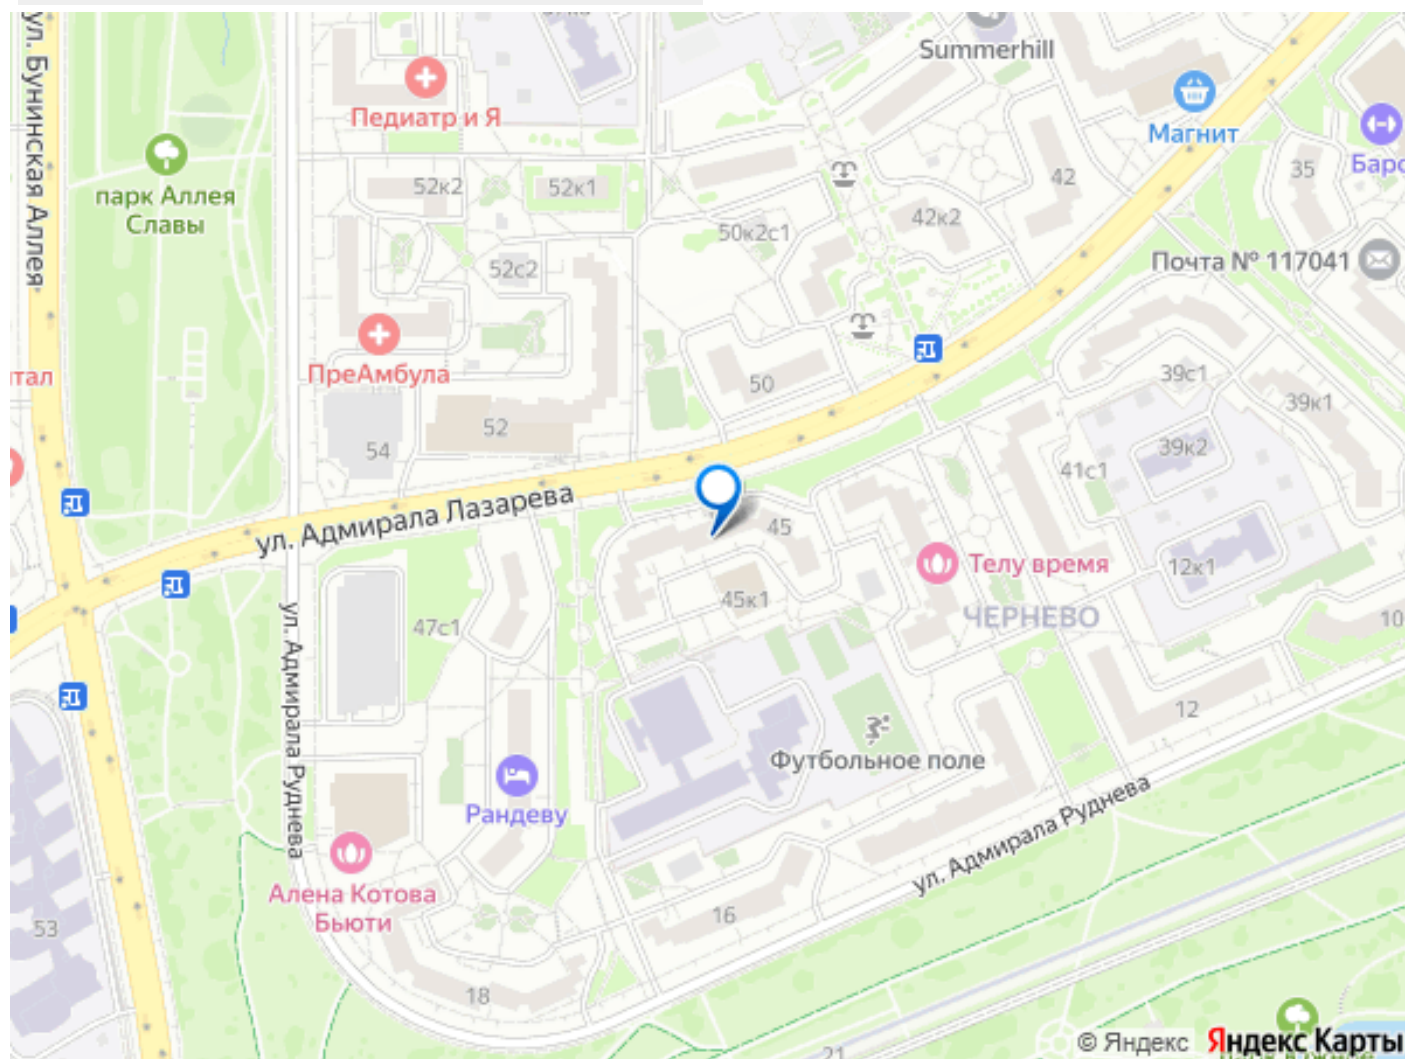 Summerhill
Педиатр и Я
Магнит
ул. Бунинская Аллея
парк Аллея
Славы
52к2
52к1
42
35
Барс
50к2с1
42к2
Почта № 117041
52с2
ПреАмбула
50
39с1
39к1
52
54
39к2
41с1
ул. Адмирала Лазарева
45
Телу время
12к1
45к1
ЧЕРНЕВО
10
47с1
ул. Адмирала Руднева
12
Футбольное поле
Рандеву
ул. Адмирала Руднева
Алена Котова
Бьюти
16
53
18
21
© Яндекс Яндекс Карты